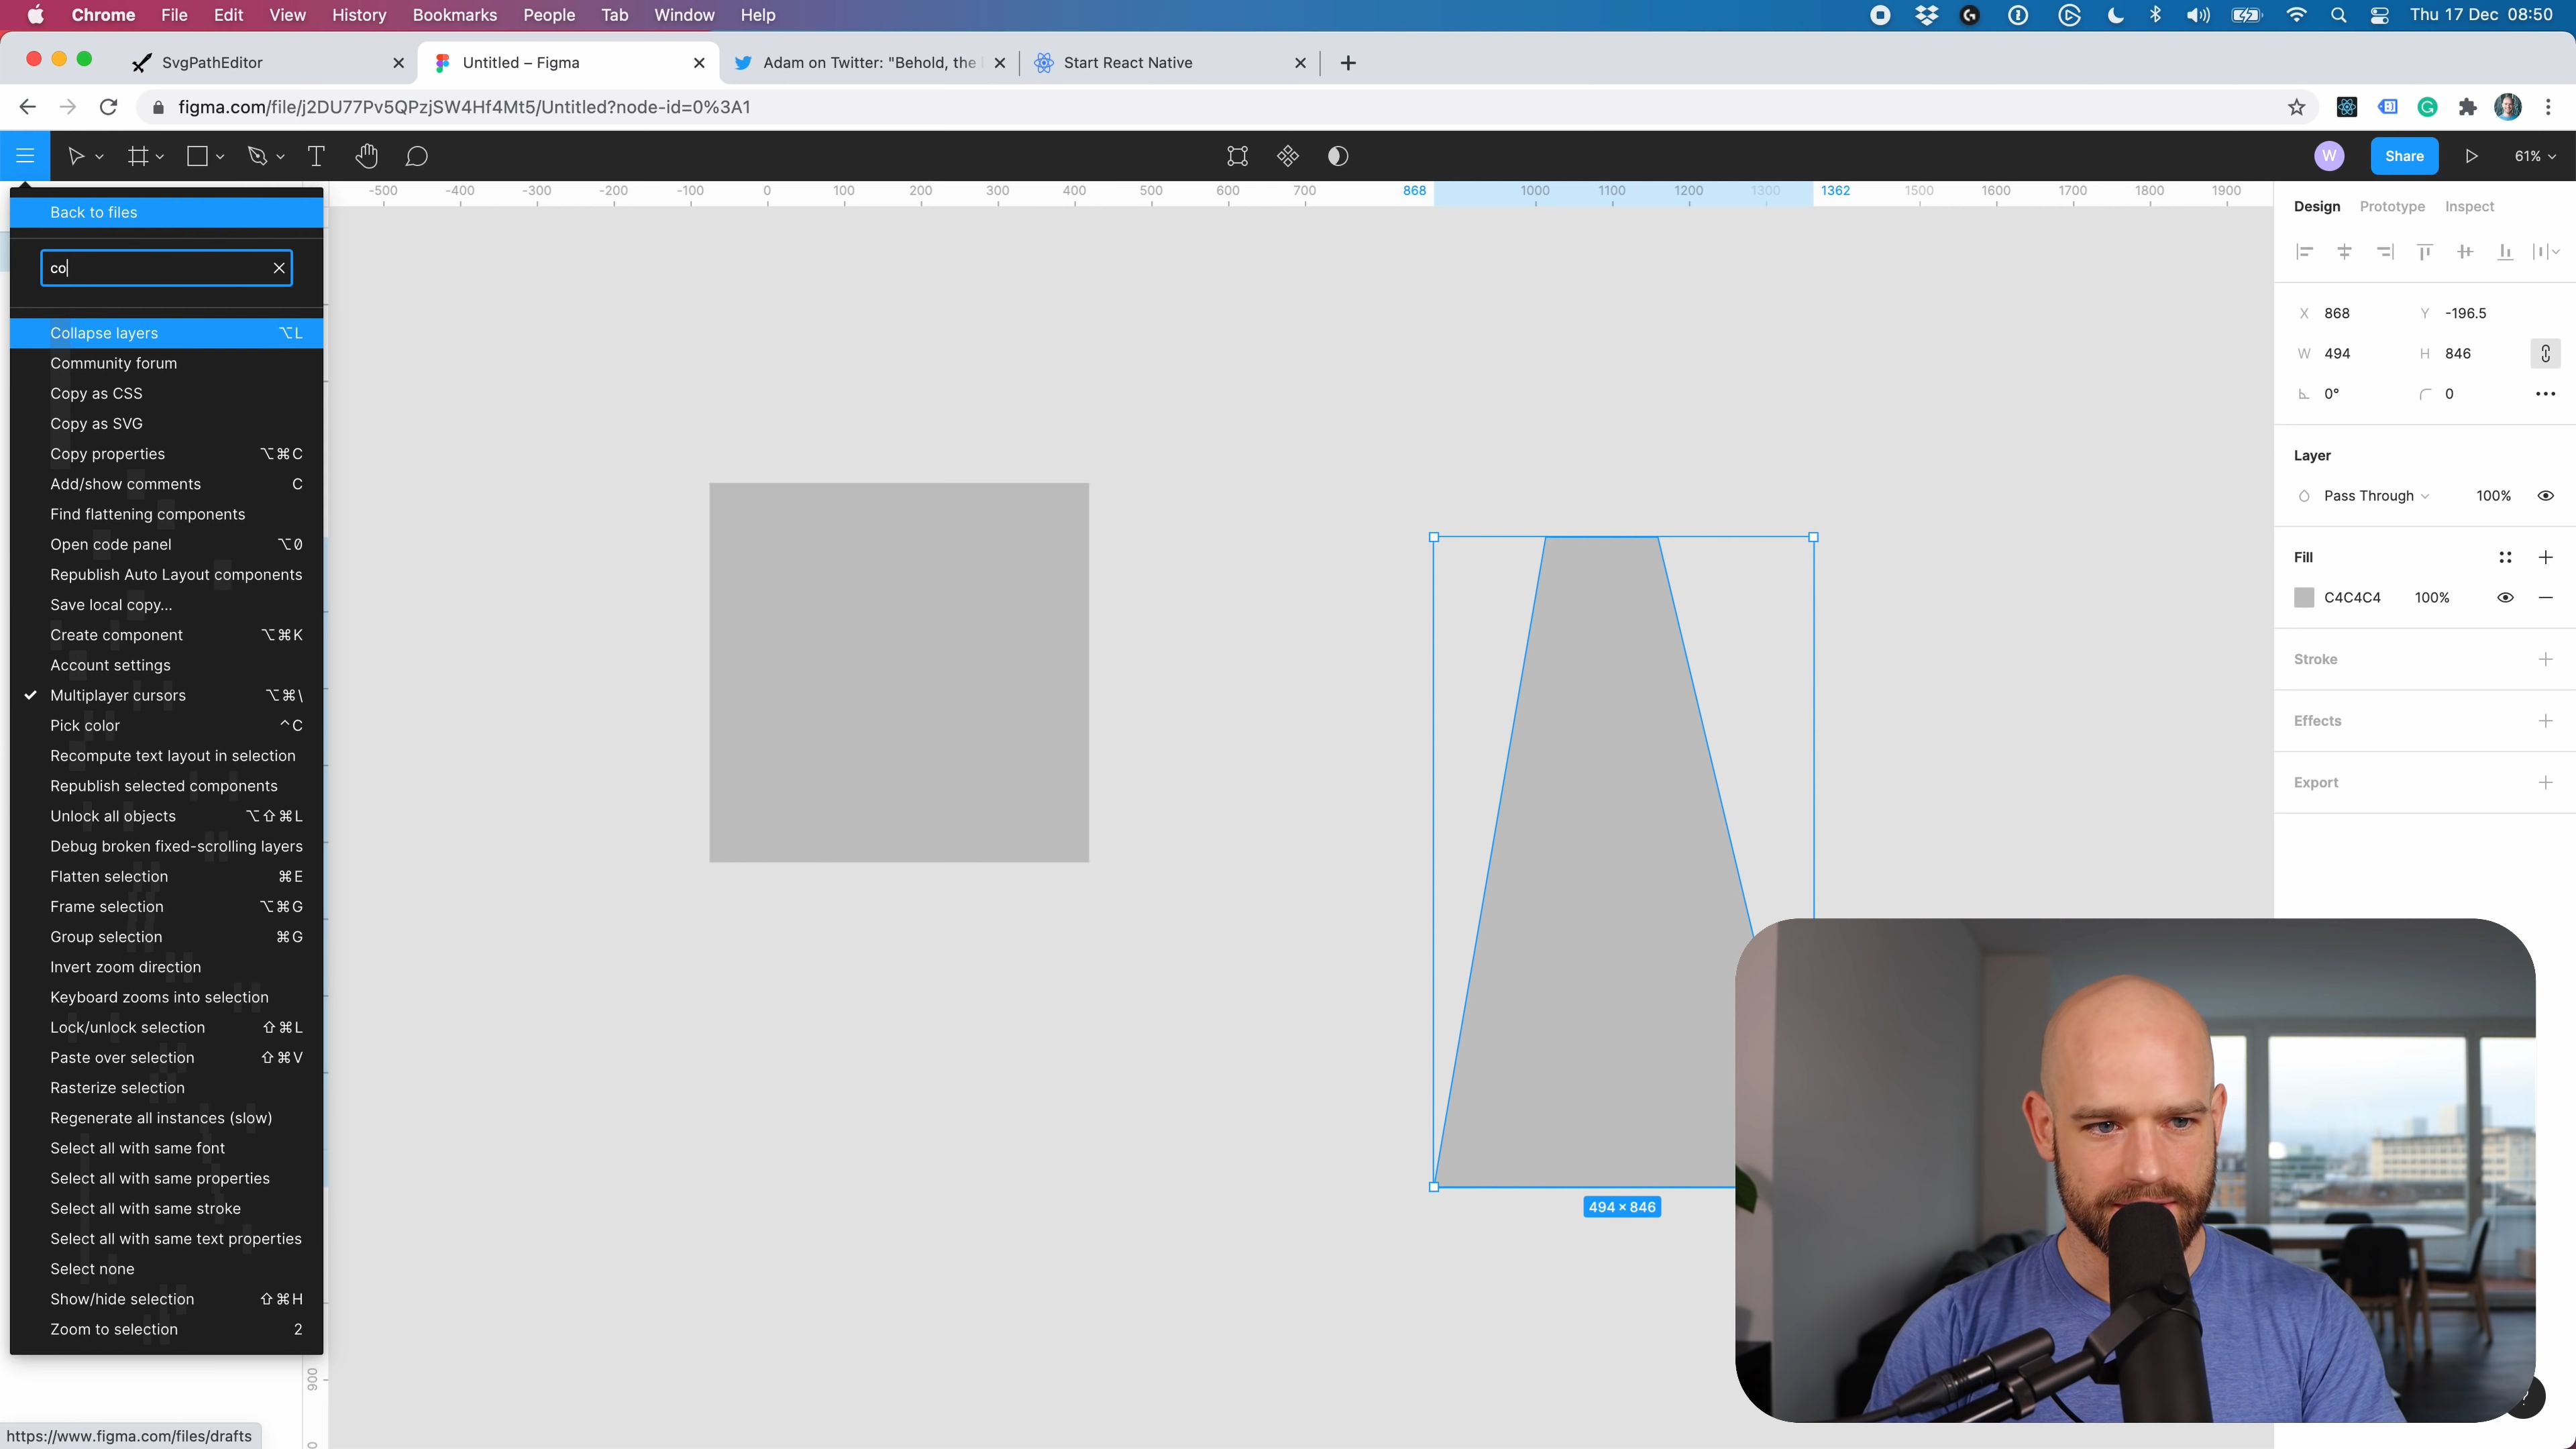 Chrome File Edit View History Bookmarks People Tab Window Help
Thu 17 Dec 08:50
SvgPathEditor
Untitled – Figma
Adam on Twitter: "Behold, the
Start React Native
figma.com/file/j2DU77Pv5QPzjSW4Hf4Mt5/Untitled?node-id=0%3A1
W
Share
61%
-500 -400 -300 -200 -100 0 100 200 300 400 500 600 700 868 1000 1100 1200 1300 1362 1500 1600 1700 1800 1900
Back to files
co
Collapse layers ⌥L
Community forum
Copy as CSS
Copy as SVG
Copy properties ⌥⌘C
Add/show comments C
Find flattening components
Open code panel ⌥0
Republish Auto Layout components
Save local copy...
Create component ⌥⌘K
Account settings
Multiplayer cursors ⌥⌘\
Pick color ^C
Recompute text layout in selection
Republish selected components
Unlock all objects ⌥⇧⌘L
Debug broken fixed-scrolling layers
Flatten selection ⌘E
Frame selection ⌥⌘G
Group selection ⌘G
Invert zoom direction
Keyboard zooms into selection
Lock/unlock selection ⇧⌘L
Paste over selection ⇧⌘V
Rasterize selection
Regenerate all instances (slow)
Select all with same font
Select all with same properties
Select all with same stroke
Select all with same text properties
Select none
Show/hide selection ⇧⌘H
Zoom to selection 2
900
https://www.figma.com/files/drafts
494 × 846
Design Prototype Inspect
X 868 Y -196.5
W 494 H 846
0° 0
Layer
Pass Through 100%
Fill
C4C4C4 100%
Stroke
Effects
Export
?